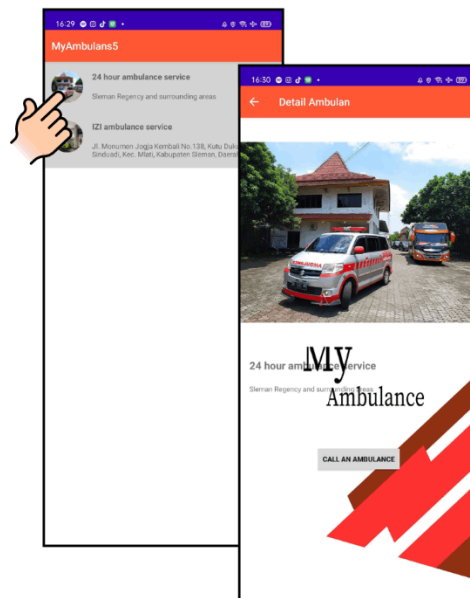 16:29
MyAmbulans5
24 hour ambulance service
Sleman Regency and surrounding areas
IZI ambulance service
Jl. Monumen Jogja Kembali No.138, Kutu Duku
Sinduadi, Kec. Mlati, Kabupaten Sleman, Daerah
16:30
Detail Ambulan
24 hour ambulance service
Sleman Regency and surrounding areas
My
Ambulance
CALL AN AMBULANCE